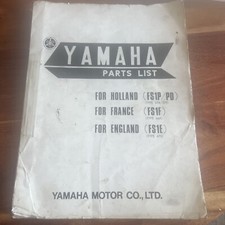 YAMAHA
PARTS LIST
FOR HOLLAND (FS1P/PD)
FOR FRANCE (FS1F)
FOR ENGLAND (FS1E)
YAMAHA MOTOR CO., LTD.